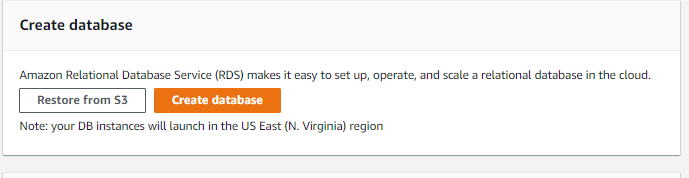 Create database
Amazon Relational Database Service (RDS) makes it easy to set up, operate, and scale a relational database in the cloud.
Restore from S3 Create database
Note: your DB instances will launch in the US East (N. Virginia) region